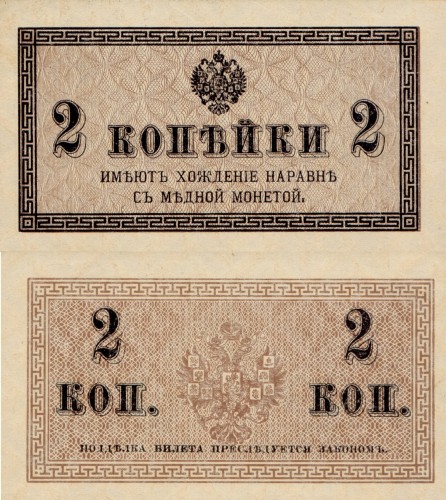 2 КОПѢЙКИ 2
ИМѢЮТЪ ХОЖДЕНІЕ НАРАВНѢ
СЪ МѢДНОЙ МОНЕТОЙ.
2 2
КОП. КОП.
ПОДДѢЛКА БИЛЕТА ПРЕСЛѢДУЕТСЯ ЗАКОНОМЪ.